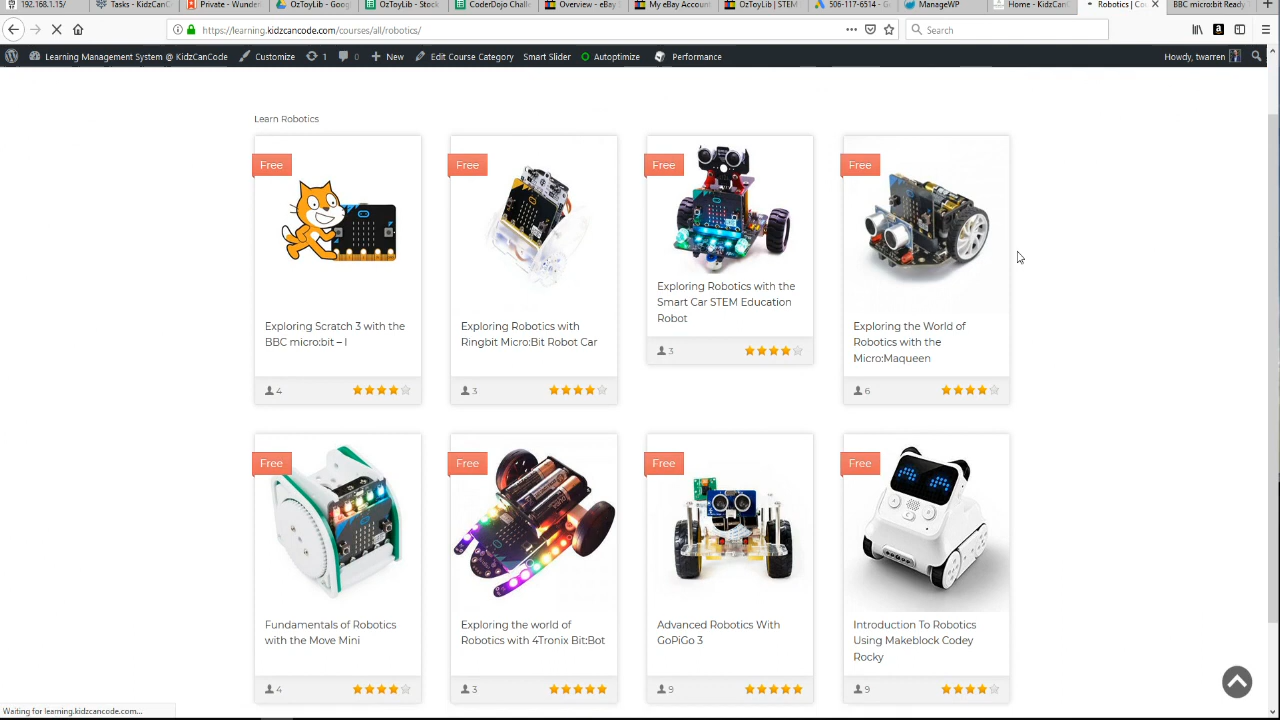 192.168.1.15/
Tasks - KidzCanC
Private - Wunder
OzToyLib - Goog
OzToyLib - Stock
CoderDojo Challe
Overview - eBay
My eBay Account
OzToyLib | STEM
506-117-6514 - G
ManageWP
Home - KidzCanC
Robotics | Co
BBC micro:bit Ready
https://learning.kidzcancode.com/courses/all/robotics/
Search
Learning Management System @ KidzCanCode
Customize
1
0
New
Edit Course Category
Smart Slider
Autoptimize
Performance
Howdy, twarren
Learn Robotics
Free
Free
Free
Free
Exploring Scratch 3 with the
BBC micro:bit – I
4
Exploring Robotics with
Ringbit Micro:Bit Robot Car
3
Exploring Robotics with the
Smart Car STEM Education
Robot
3
Exploring the World of
Robotics with the
Micro:Maqueen
6
Free
Free
Free
Free
Fundamentals of Robotics
with the Move Mini
4
Exploring the world of
Robotics with 4Tronix Bit:Bot
3
Advanced Robotics With
GoPiGo 3
9
Introduction To Robotics
Using Makeblock Codey
Rocky
9
Waiting for learning.kidzcancode.com...